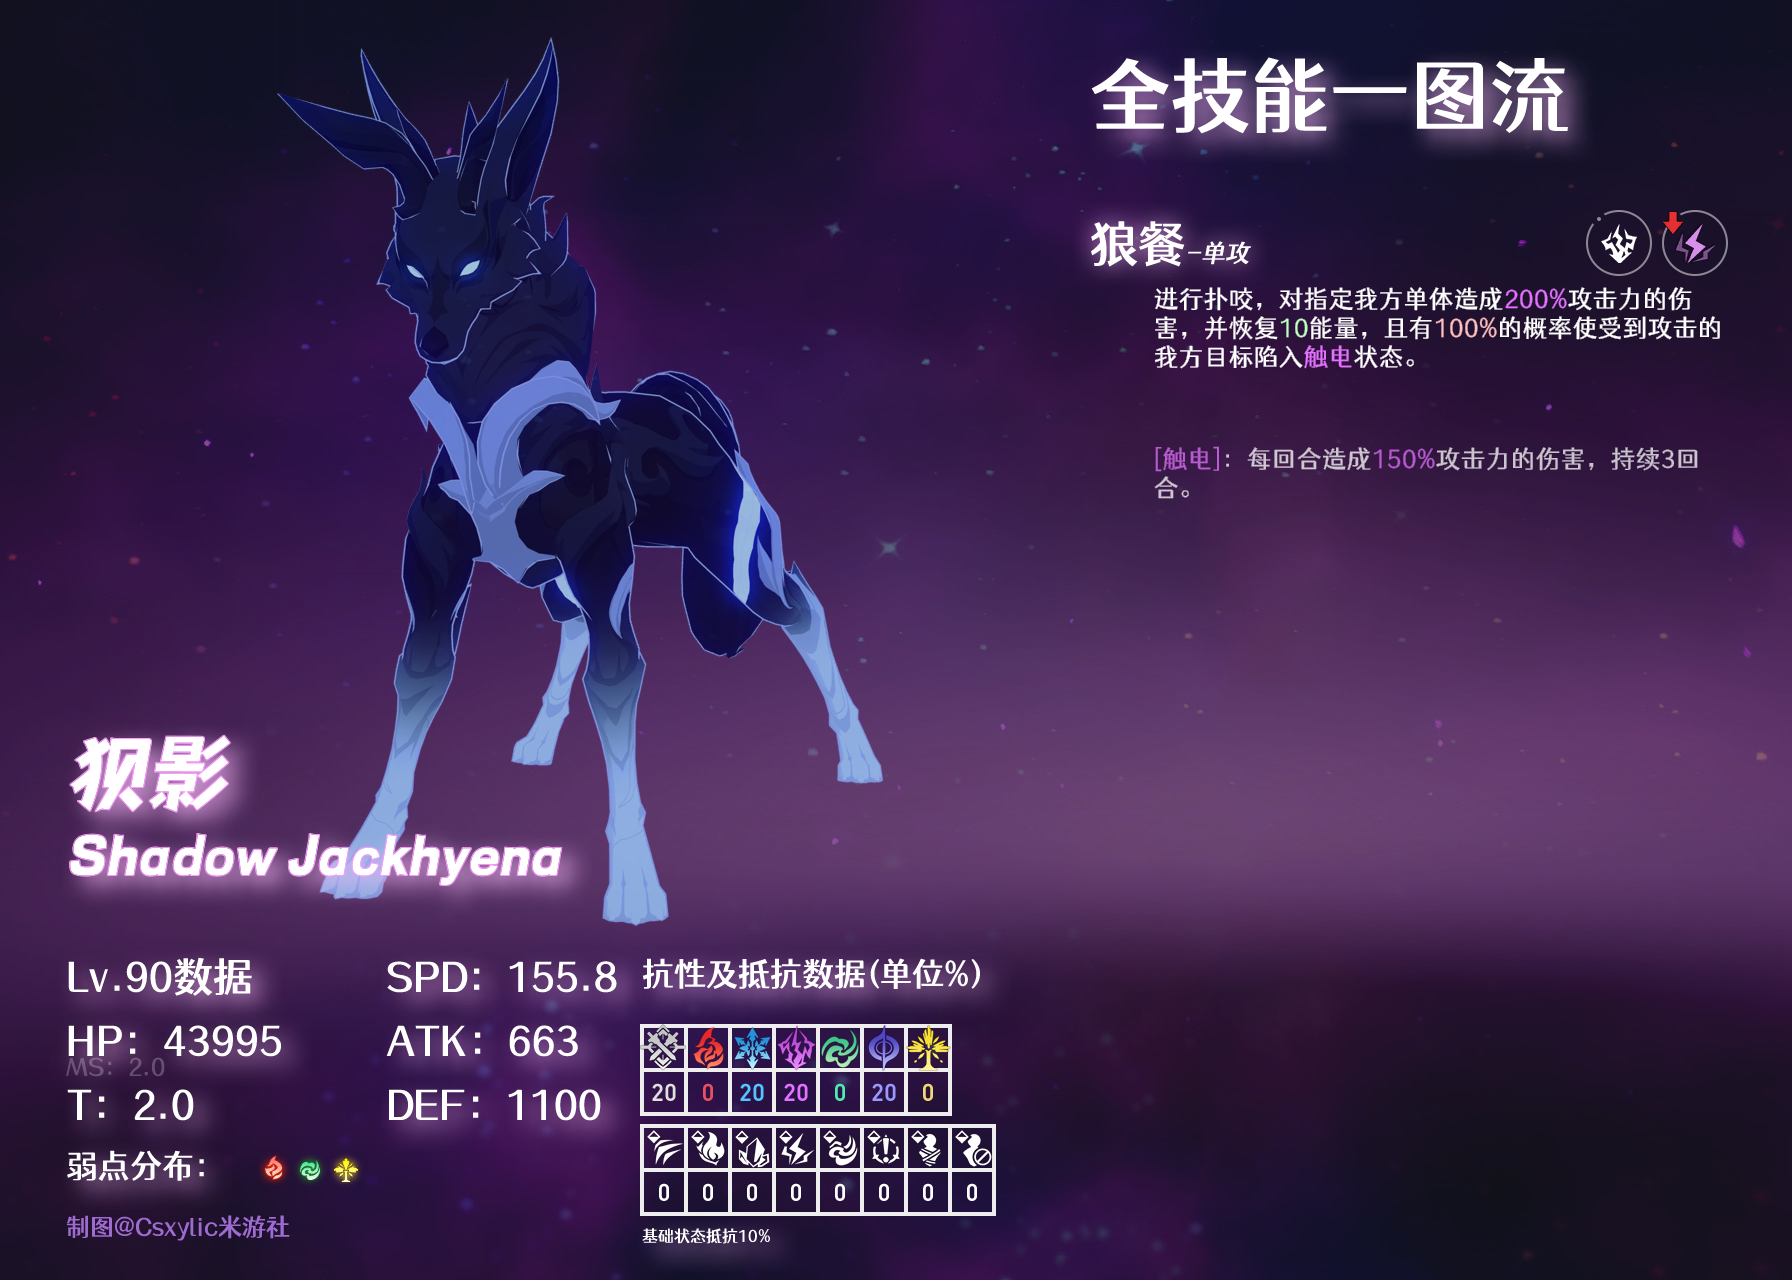 全技能一图流
狼餐-单攻
进行扑咬，对指定我方单体造成200%攻击力的伤
害，并恢复10能量，且有100%的概率使受到攻击的
我方目标陷入触电状态。
[触电]：每回合造成150%攻击力的伤害，持续3回
合。
狈影
Shadow Jackhyena
Lv.90数据
SPD：155.8
HP：43995
ATK：663
MS：2.0
T：2.0
DEF：1100
弱点分布：
制图@Csxylic米游社
抗性及抵抗数据(单位%)
20 0 20 20 0 20 0
0 0 0 0 0 0 0 0
基础状态抵抗10%